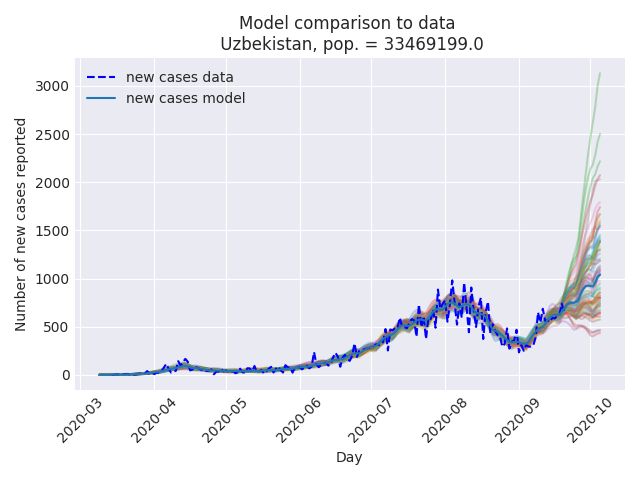 Model comparison to data
Uzbekistan, pop. = 33469199.0
new cases data
new cases model
Number of new cases reported
3000
2500
2000
1500
1000
500
0
2020-03
2020-04
2020-05
2020-06
2020-07
2020-08
2020-09
2020-10
Day